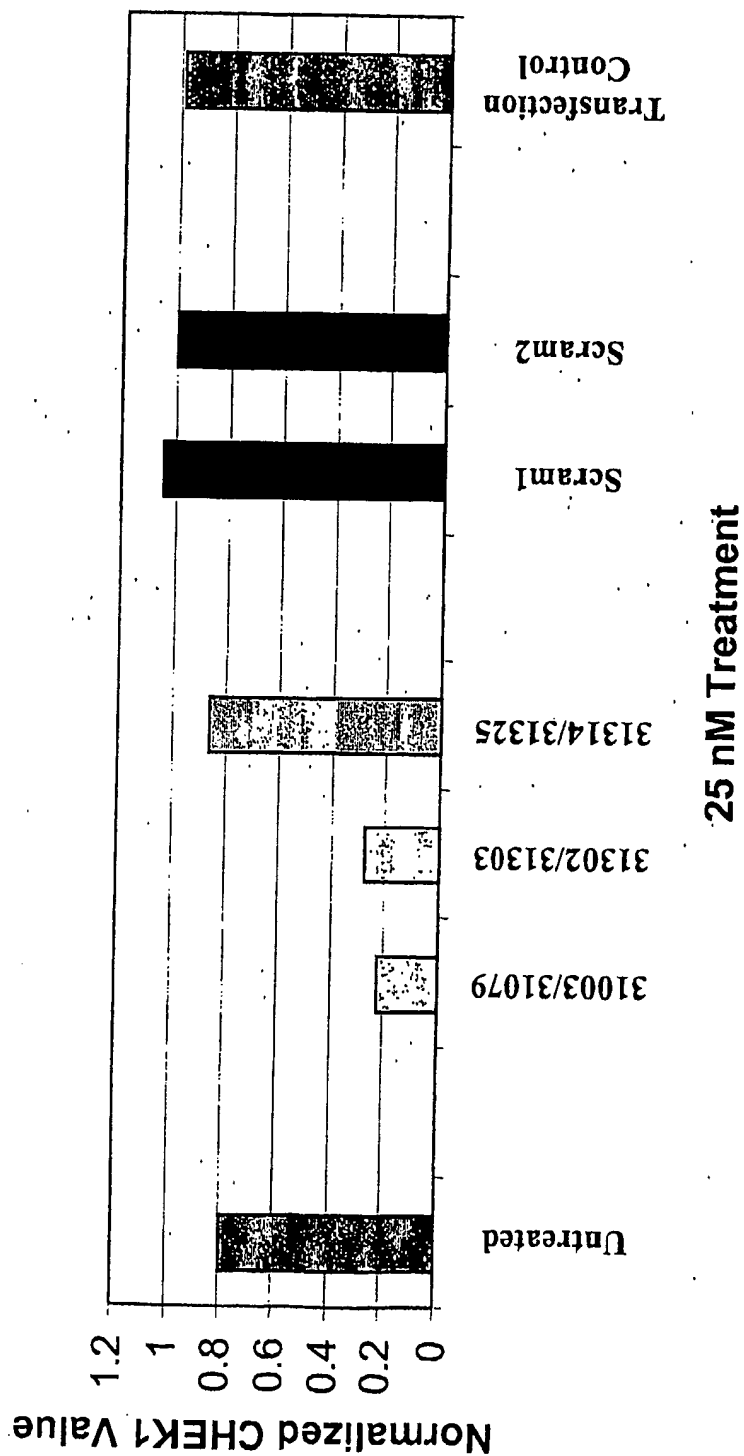 Normalized CHEK1 Value
1.2
1
0.8
0.6
0.4
0.2
0
Untreated
31003/31079
31302/31303
31314/31325
Scram1
Scram2
Transfection
Control
25 nM Treatment